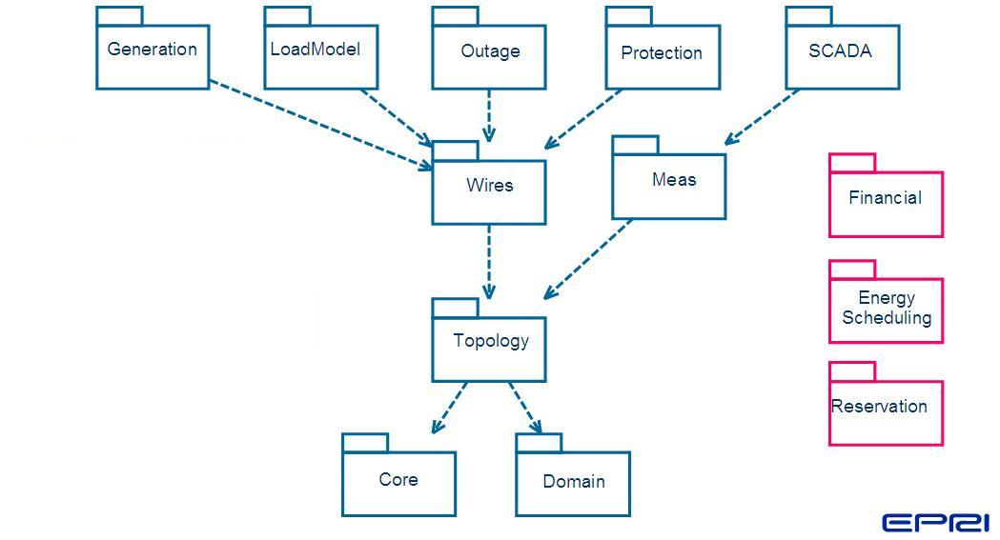 Generation
LoadModel
Outage
Protection
SCADA
Wires
Meas
Financial
Energy
Scheduling
Topology
Reservation
Core
Domain
EPRI